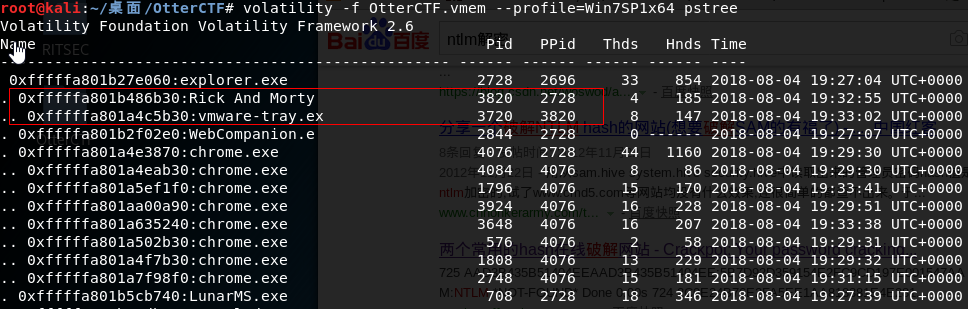 root@kali:~/桌面/OtterCTF# volatility -f OtterCTF.vmem --profile=Win7SP1x64 pstree
Volatility Foundation Volatility Framework 2.6
Name Pid PPid Thds Hnds Time
0xfffffa801b27e060:explorer.exe 2728 2696 33 854 2018-08-04 19:27:04 UTC+0000
. 0xfffffa801b486b30:Rick And Morty 3820 2728 4 185 2018-08-04 19:32:55 UTC+0000
.. 0xfffffa801a4c5b30:vmware-tray.ex 3720 3820 8 147 2018-08-04 19:33:02 UTC+0000
. 0xfffffa801b2f02e0:WebCompanion.e 2844 2728 0 ------ 2018-08-04 19:27:07 UTC+0000
. 0xfffffa801a4e3870:chrome.exe 4076 2728 44 1160 2018-08-04 19:29:30 UTC+0000
.. 0xfffffa801a4eab30:chrome.exe 4084 4076 8 86 2018-08-04 19:29:30 UTC+0000
.. 0xfffffa801a5ef1f0:chrome.exe 1796 4076 15 170 2018-08-04 19:33:41 UTC+0000
.. 0xfffffa801aa00a90:chrome.exe 3924 4076 16 228 2018-08-04 19:29:51 UTC+0000
.. 0xfffffa801a635240:chrome.exe 3648 4076 16 207 2018-08-04 19:33:38 UTC+0000
.. 0xfffffa801a502b30:chrome.exe 576 4076 2 58 2018-08-04 19:29:31 UTC+0000
.. 0xfffffa801a4f7b30:chrome.exe 1808 4076 13 229 2018-08-04 19:29:32 UTC+0000
.. 0xfffffa801a7f98f0:chrome.exe 2748 4076 15 181 2018-08-04 19:31:15 UTC+0000
. 0xfffffa801b5cb740:LunarMS.exe 708 2728 18 346 2018-08-04 19:27:39 UTC+0000
RITSEC
Bai 百度
ntlm解密